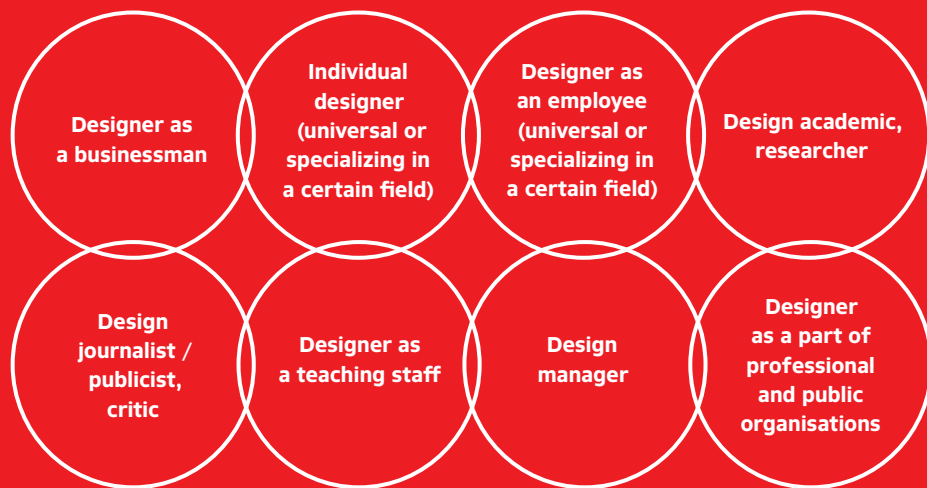 Designer as
a businessman
Individual
designer
(universal or
specializing in
a certain field)
Designer as
an employee
(universal or
specializing in
a certain field)
Design academic,
researcher
Design
journalist /
publicist,
critic
Designer as
a teaching staff
Design
manager
Designer
as a part of
professional
and public
organisations